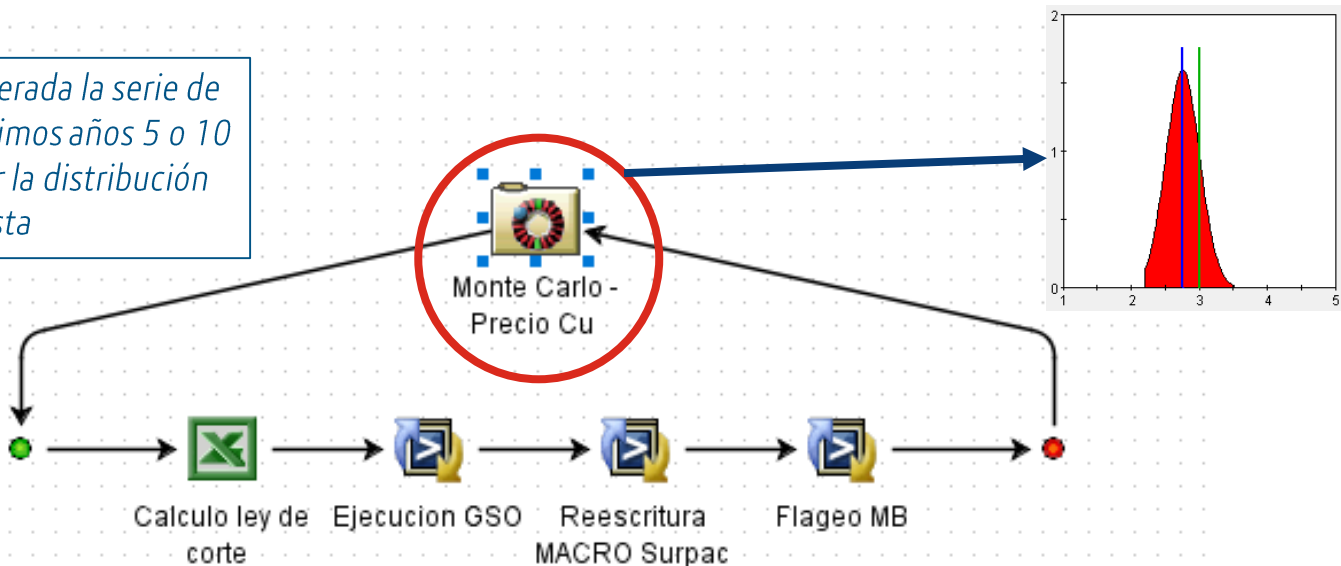 erada la serie de
imos años 5 o 10
r la distribución
sta
2
1
0
1 2 3 4 5
Monte Carlo -
Precio Cu
Calculo ley de
corte
Ejecucion GSO
Reescritura
MACRO Surpac
Flageo MB